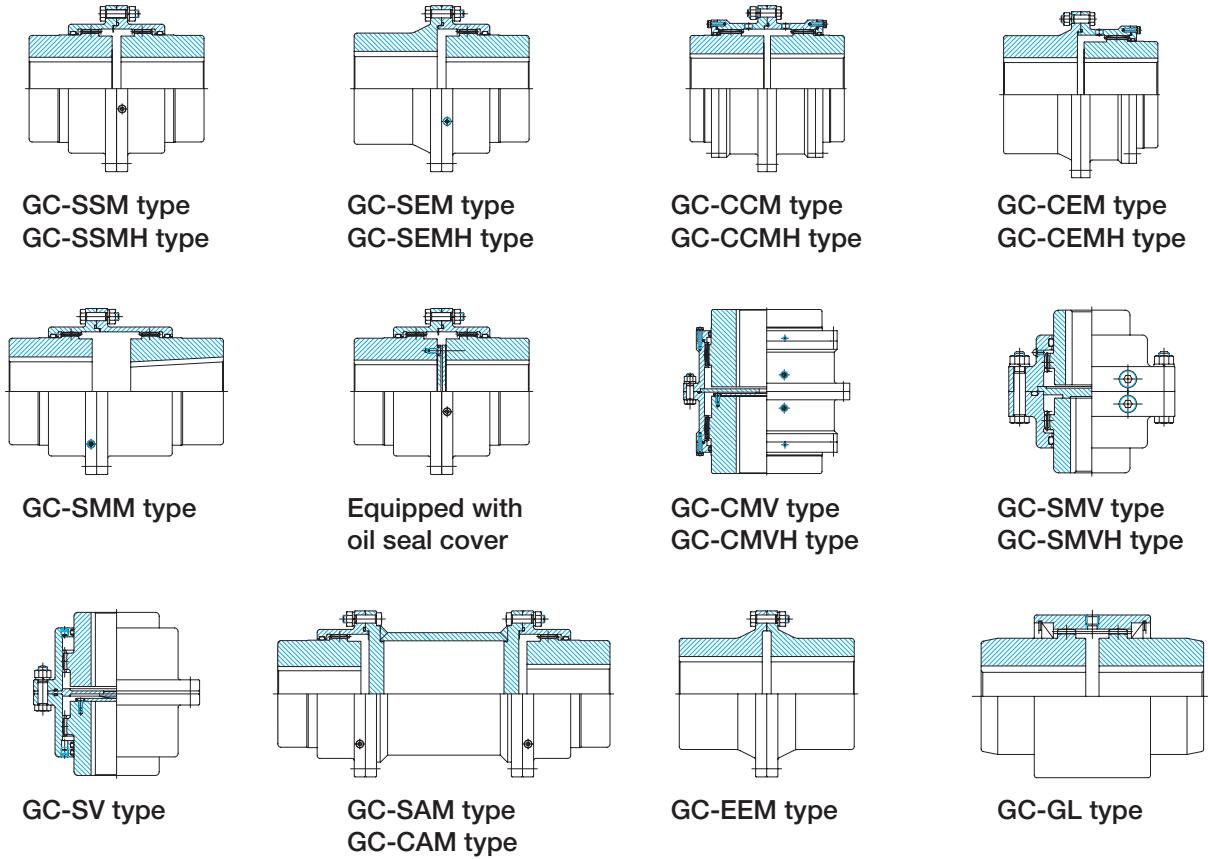 GC-SSM type
GC-SSMH type
GC-SEM type
GC-SEMH type
GC-CCM type
GC-CCMH type
GC-CEM type
GC-CEMH type
GC-SMM type
Equipped with
oil seal cover
GC-CMV type
GC-CMVH type
GC-SMV type
GC-SMVH type
GC-SV type
GC-SAM type
GC-CAM type
GC-EEM type
GC-GL type